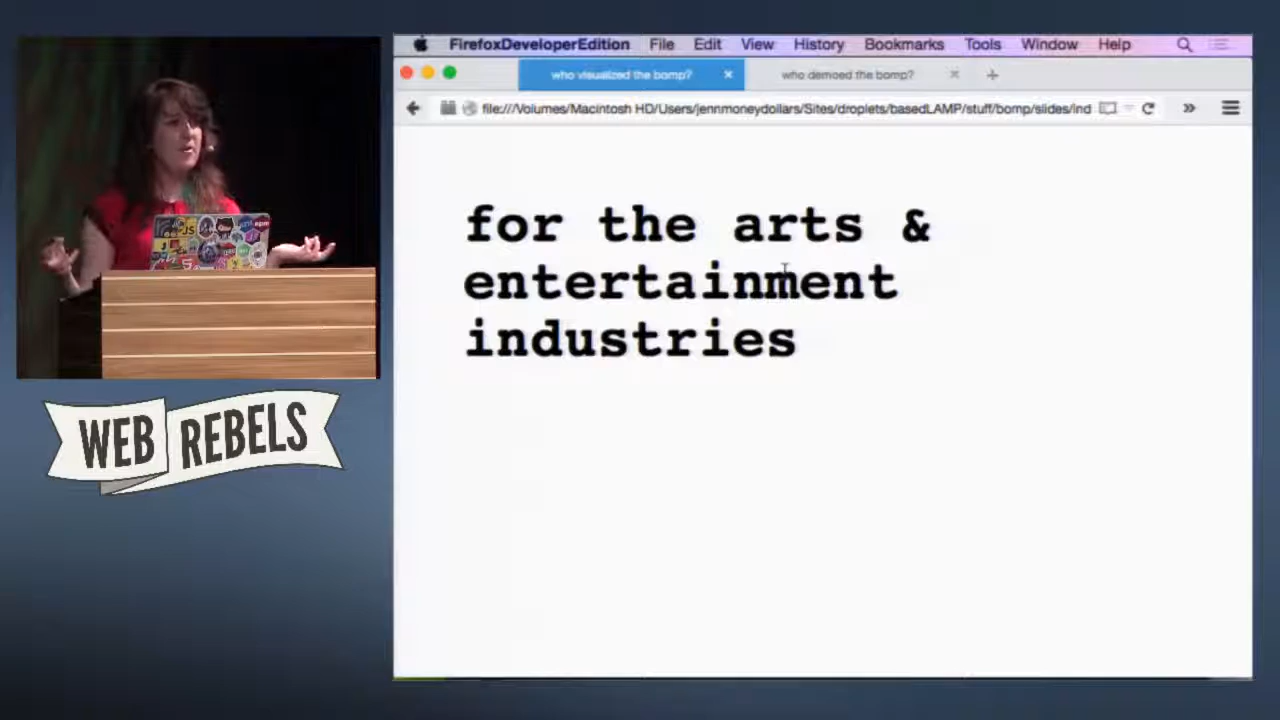 FirefoxDeveloperEdition File Edit View History Bookmarks Tools Window Help
who visualized the bomp?
who demoed the bomp?
file:///Volumes/Macintosh HD/Users/jennmoneydollars/Sites/droplets/basedLAMP/stuff/bomp/slides/ind
for the arts &
entertainment
industries
JS
WEB REBELS